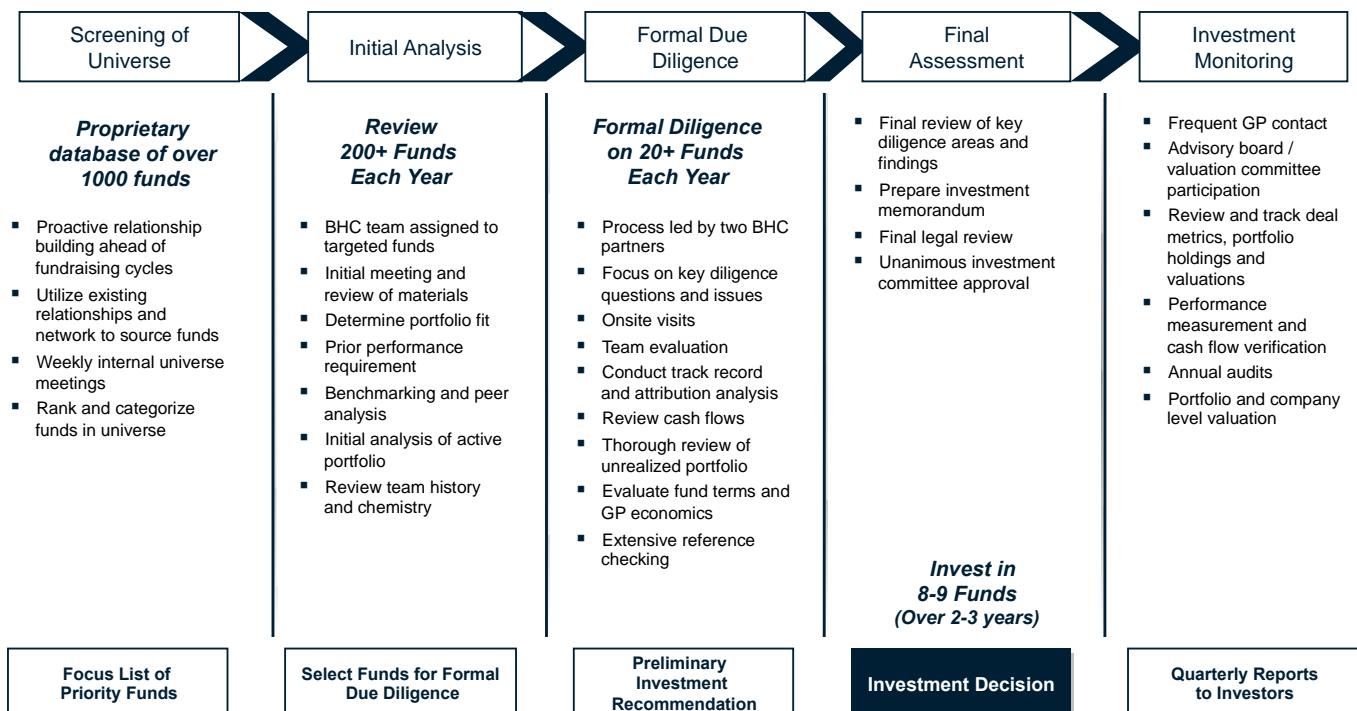 Screening of
Universe
Initial Analysis
Formal Due
Diligence
Final
Assessment
Investment
Monitoring
Proprietary
database of over
1000 funds
▪ Proactive relationship
building ahead of
fundraising cycles
▪ Utilize existing
relationships and
network to source funds
▪ Weekly internal universe
meetings
▪ Rank and categorize
funds in universe
Review
200+ Funds
Each Year
▪ BHC team assigned to
targeted funds
▪ Initial meeting and
review of materials
▪ Determine portfolio fit
▪ Prior performance
requirement
▪ Benchmarking and peer
analysis
▪ Initial analysis of active
portfolio
▪ Review team history
and chemistry
Formal Diligence
on 20+ Funds
Each Year
▪ Process led by two BHC
partners
▪ Focus on key diligence
questions and issues
▪ Onsite visits
▪ Team evaluation
▪ Conduct track record
and attribution analysis
▪ Review cash flows
▪ Thorough review of
unrealized portfolio
▪ Evaluate fund terms and
GP economics
▪ Extensive reference
checking
▪ Final review of key
diligence areas and
findings
▪ Prepare investment
memorandum
▪ Final legal review
▪ Unanimous investment
committee approval
Invest in
8-9 Funds
(Over 2-3 years)
▪ Frequent GP contact
▪ Advisory board /
valuation committee
participation
▪ Review and track deal
metrics, portfolio
holdings and
valuations
▪ Performance
measurement and
cash flow verification
▪ Annual audits
▪ Portfolio and company
level valuation
Focus List of
Priority Funds
Select Funds for Formal
Due Diligence
Preliminary
Investment
Recommendation
Investment Decision
Quarterly Reports
to Investors